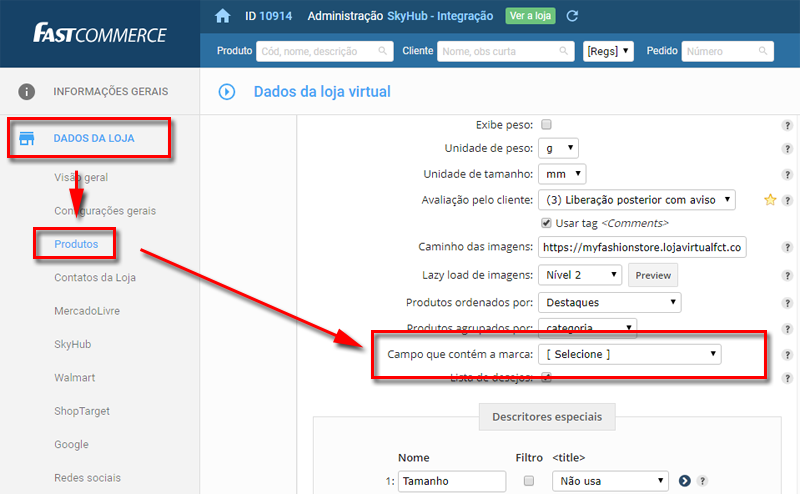 FASTCOMMERCE
ID 10914 Administração SkyHub - Integração Ver a loja
Produto Cód, nome, descrição Cliente Nome, obs curta [Regs] Pedido Número
INFORMAÇÕES GERAIS
DADOS DA LOJA
Visão geral
Configurações gerais
Produtos
Contatos da Loja
MercadoLivre
SkyHub
Walmart
ShopTarget
Google
Redes sociais
Dados da loja virtual
Exibe peso: ?
Unidade de peso: g ?
Unidade de tamanho: mm ?
Avaliação pelo cliente: (3) Liberação posterior com aviso ?
Usar tag <Comments>
Caminho das imagens: https://myfashionstore.lojavirtualfct.co ?
Lazy load de imagens: Nível 2 Preview ?
Produtos ordenados por: Destaques ?
Produtos agrupados por: categoria ?
Campo que contém a marca: [ Selecione ] ?
Lista de desejos: ?
Descritores especiais
Nome Filtro <title>
1: Tamanho Não usa ?